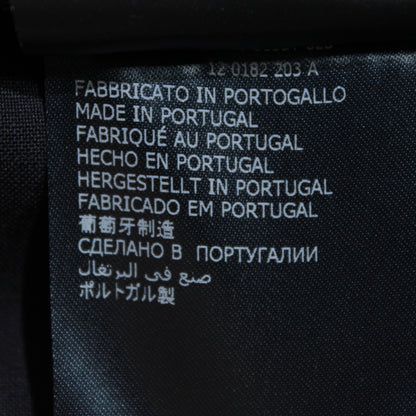 12 0182 203 A
FABBRICATO IN PORTOGALLO
MADE IN PORTUGAL
FABRIQUÉ AU PORTUGAL
HECHO EN PORTUGAL
HERGESTELLT IN PORTUGAL
FABRICADO EM PORTUGAL
葡萄牙制造
СДЕЛАНО В ПОРТУГАЛИИ
صنع في البرتغال
ポルトガル製